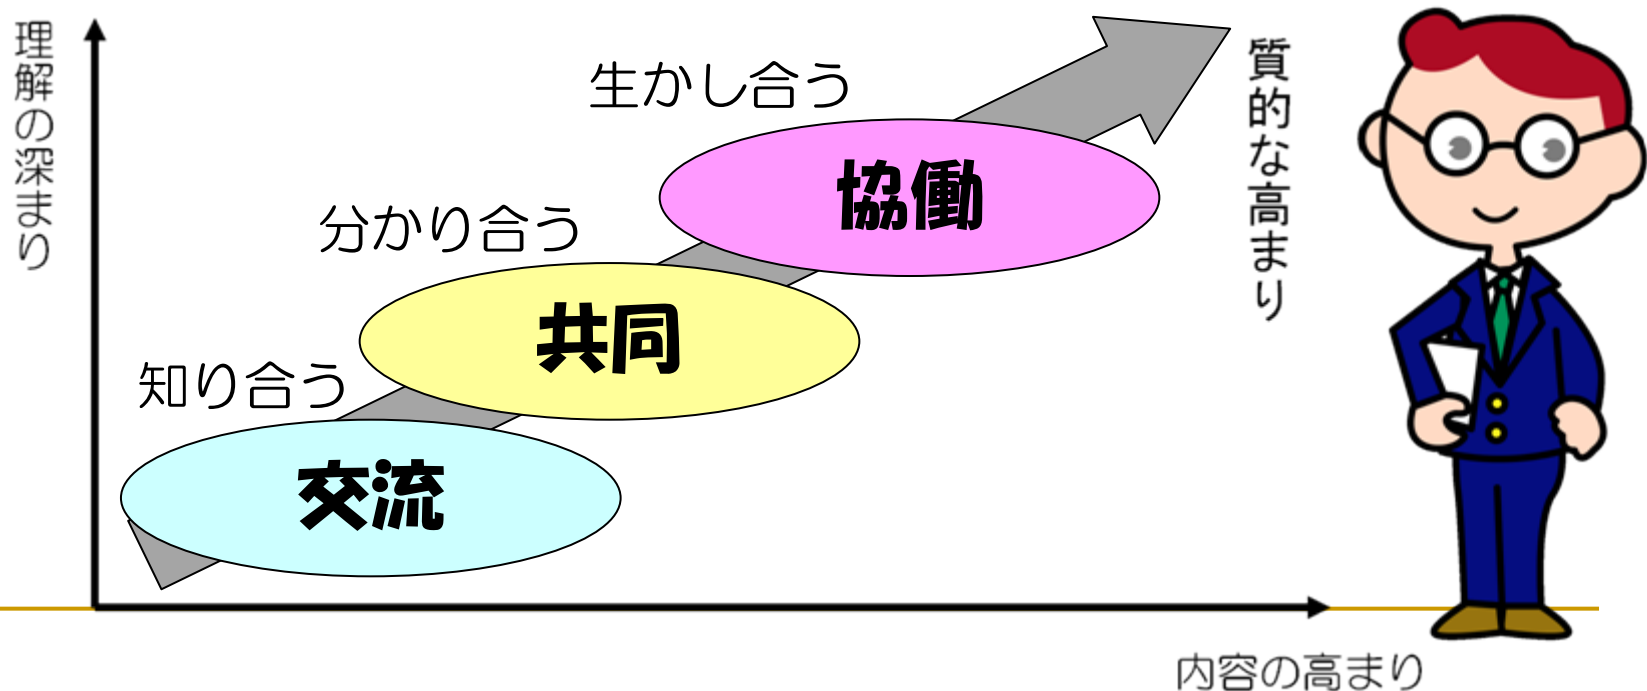 理解の深まり
生かし合う
質的な高まり
協働
分かり合う
共同
知り合う
交流
内容の高まり